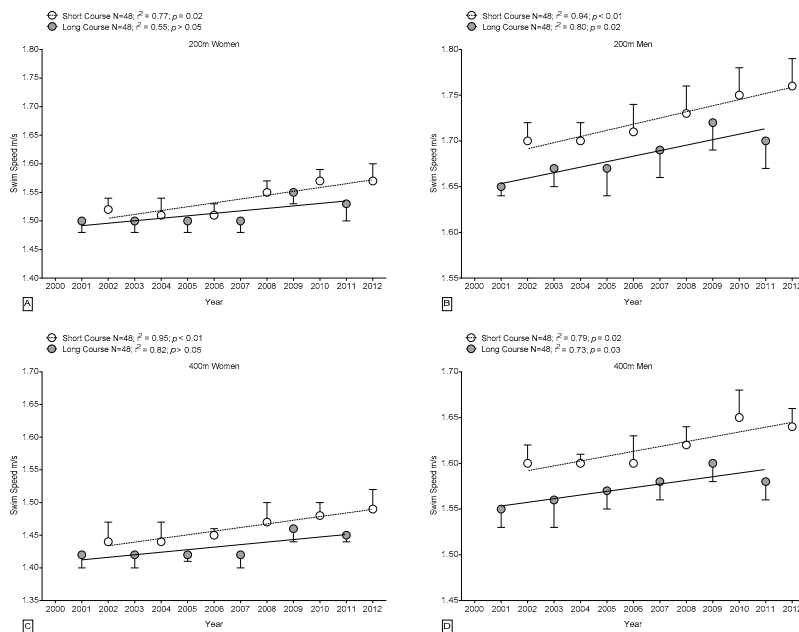 Short Course N=48; r² = 0.77; p = 0.02
Long Course N=48; r² = 0.55; p > 0.05
200m Women
1.80
1.75
1.70
1.65
1.60
1.55
1.50
1.45
1.40
Swim Speed m/s
2000 2001 2002 2003 2004 2005 2006 2007 2008 2009 2010 2011 2012
Year
A
Short Course N=48; r² = 0.94; p < 0.01
Long Course N=48; r² = 0.80; p = 0.02
200m Men
1.80
1.75
1.70
1.65
1.60
1.55
Swim Speed m/s
2000 2001 2002 2003 2004 2005 2006 2007 2008 2009 2010 2011 2012
Year
B
Short Course N=48; r² = 0.95; p < 0.01
Long Course N=48; r² = 0.82; p > 0.05
400m Women
1.70
1.65
1.60
1.55
1.50
1.45
1.40
1.35
Swim Speed m/s
2000 2001 2002 2003 2004 2005 2006 2007 2008 2009 2010 2011 2012
Year
C
Short Course N=48; r² = 0.79; p = 0.02
Long Course N=48; r² = 0.73; p = 0.03
400m Men
1.70
1.65
1.60
1.55
1.50
1.45
Swim Speed m/s
2000 2001 2002 2003 2004 2005 2006 2007 2008 2009 2010 2011 2012
Year
D